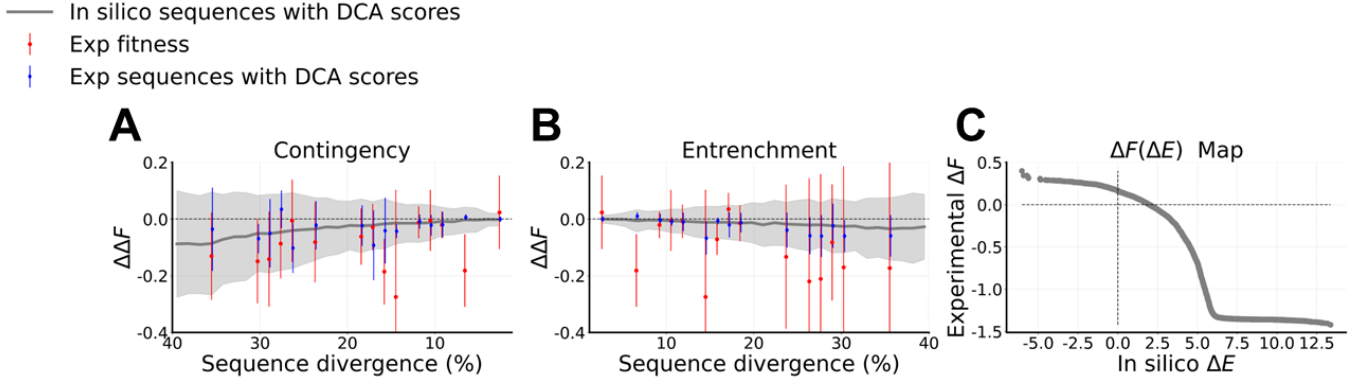 In silico sequences with DCA scores
Exp fitness
Exp sequences with DCA scores
A
Contingency
ΔΔF
0.2
0.0
-0.2
-0.4
40 30 20 10
Sequence divergence (%)
B
Entrenchment
ΔΔF
0.2
0.0
-0.2
-0.4
10 20 30 40
Sequence divergence (%)
C
ΔF(ΔE) Map
Experimental ΔF
0.5
0.0
-0.5
-1.0
-1.5
-5.0 -2.5 0.0 2.5 5.0 7.5 10.0 12.5
In silico ΔE